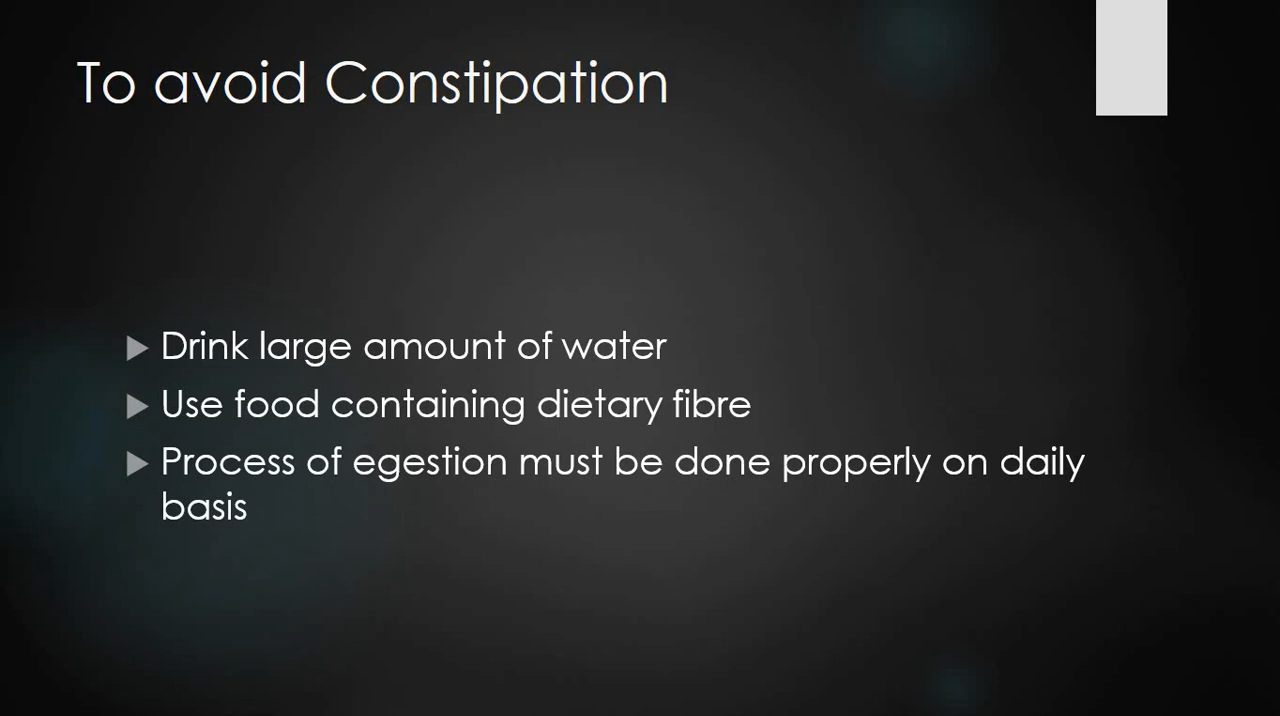 To avoid Constipation
Drink large amount of water
Use food containing dietary fibre
Process of egestion must be done properly on daily
basis